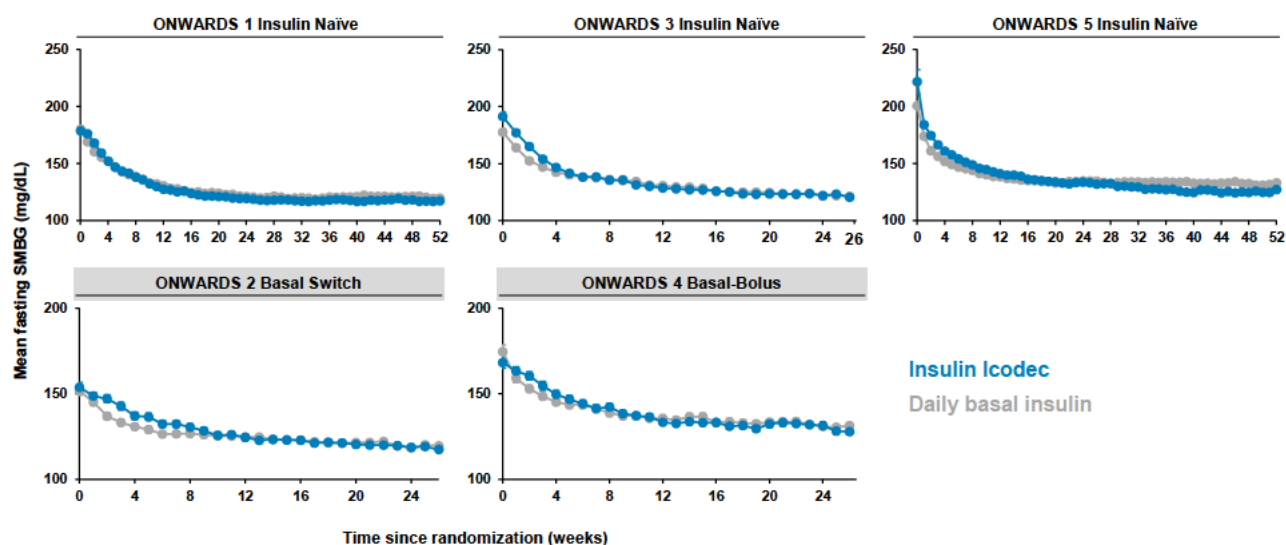 ONWARDS 1 Insulin Naïve
ONWARDS 3 Insulin Naïve
ONWARDS 5 Insulin Naïve
250
200
150
100
0 4 8 12 16 20 24 28 32 36 40 44 48 52
250
200
150
100
0 4 8 12 16 20 24 26
250
200
150
100
0 4 8 12 16 20 24 28 32 36 40 44 48 52
Mean fasting SMBG (mg/dL)
ONWARDS 2 Basal Switch
ONWARDS 4 Basal-Bolus
200
150
100
0 4 8 12 16 20 24
200
150
100
0 4 8 12 16 20 24
Insulin Icodec
Daily basal insulin
Time since randomization (weeks)